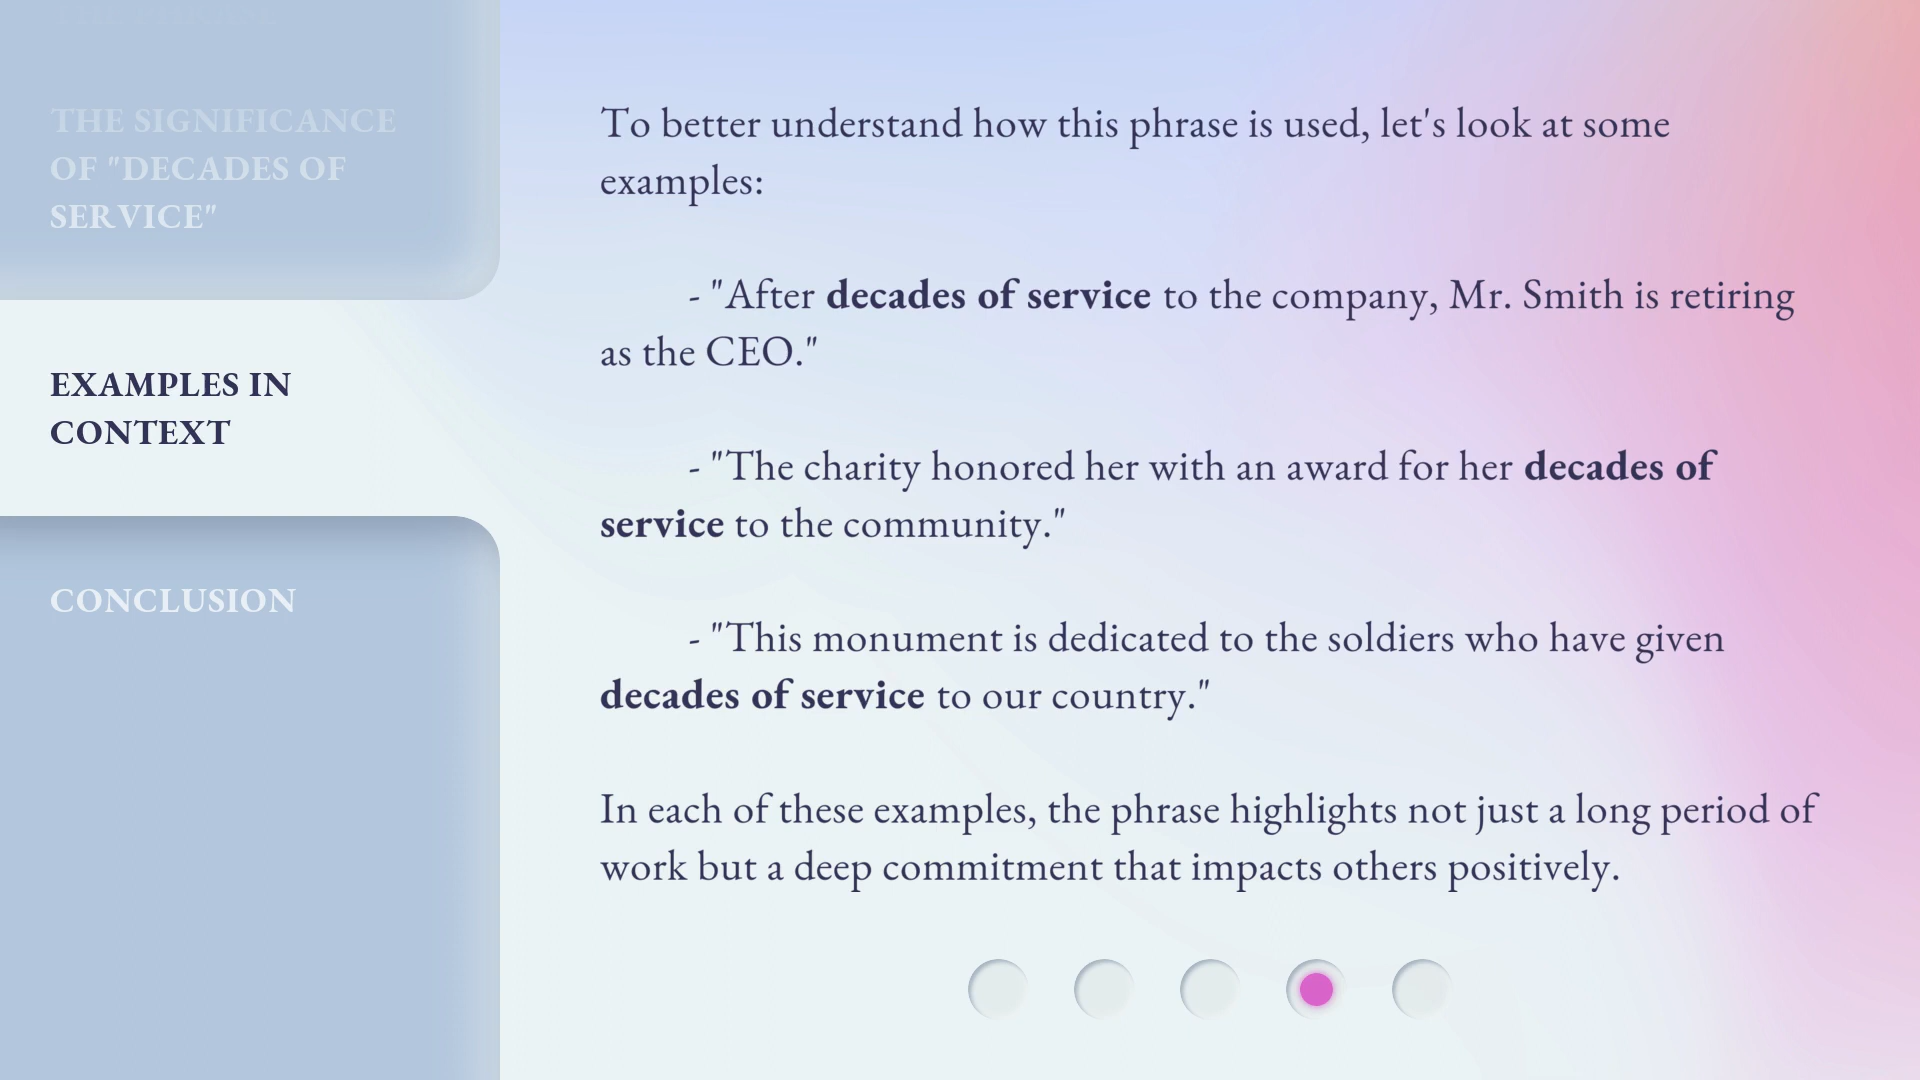 THE SIGNIFICANCE
OF "DECADES OF
SERVICE"
EXAMPLES IN
CONTEXT
CONCLUSION
To better understand how this phrase is used, let's look at some
examples:
- "After decades of service to the company, Mr. Smith is retiring
as the CEO."
- "The charity honored her with an award for her decades of
service to the community."
- "This monument is dedicated to the soldiers who have given
decades of service to our country."
In each of these examples, the phrase highlights not just a long period of
work but a deep commitment that impacts others positively.